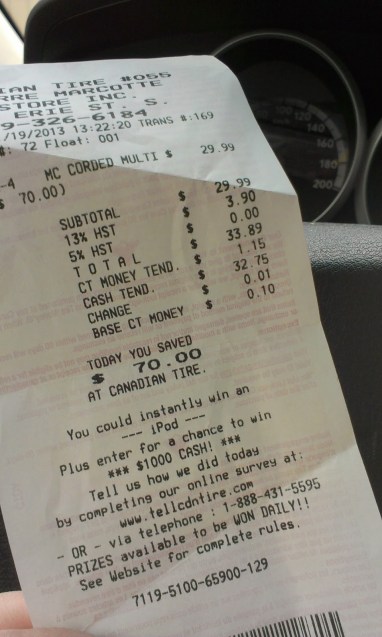 IAN TIRE #055
RRE MARCOTTE
STORE INC.
ERIE ST. S.
9-326-6184
/19/2013 13:22:20 TRANS #:169
#: 72 Float: 001
-4 MC CORDED MULTI $ 29.99
$ 70.00)
SUBTOTAL $ 29.99
13% HST $ 3.90
5% HST $ 0.00
T O T A L $ 33.89
CT MONEY TEND. $ 1.15
CASH TEND. $ 32.75
CHANGE $ 0.01
BASE CT MONEY $ 0.10
TODAY YOU SAVED
$ 70.00
AT CANADIAN TIRE.
You could instantly win an
--- iPod ---
Plus enter for a chance to win
*** $1000 CASH! ***
Tell us how we did today
by completing our online survey at:
www.tellcdntire.com
- OR - via telephone : 1-888-431-5595
PRIZES available to be WON DAILY!!
See Website for complete rules.
7119-5100-65900-129
120
140
160
180
200